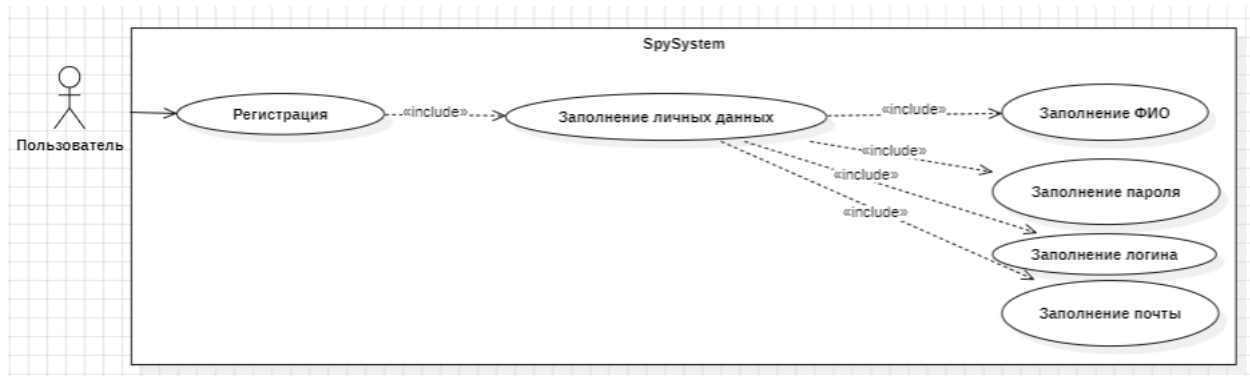 SpySystem
Пользователь
Регистрация
«include»
Заполнение личных данных
«include»
Заполнение ФИО
«include»
Заполнение пароля
«include»
Заполнение логина
«include»
Заполнение почты